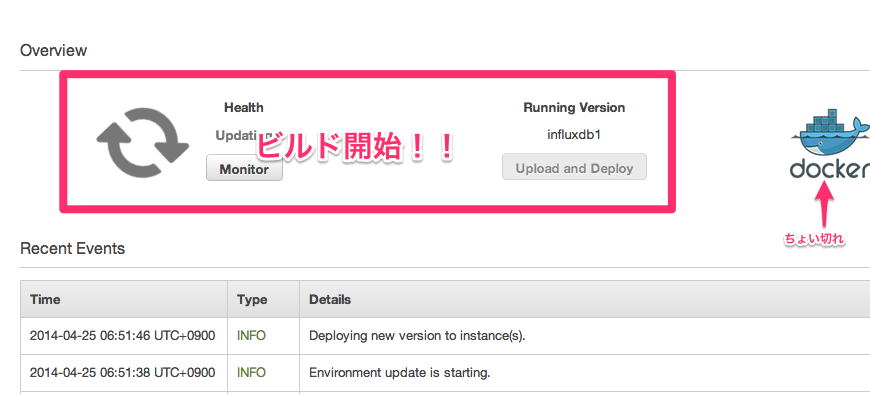 Overview
Health
Running Version
Updating
influxdb1
ビルド開始！！
Monitor
Upload and Deploy
docker
ちょい切れ
Recent Events
Time Type Details
2014-04-25 06:51:46 UTC+0900 INFO Deploying new version to instance(s).
2014-04-25 06:51:38 UTC+0900 INFO Environment update is starting.